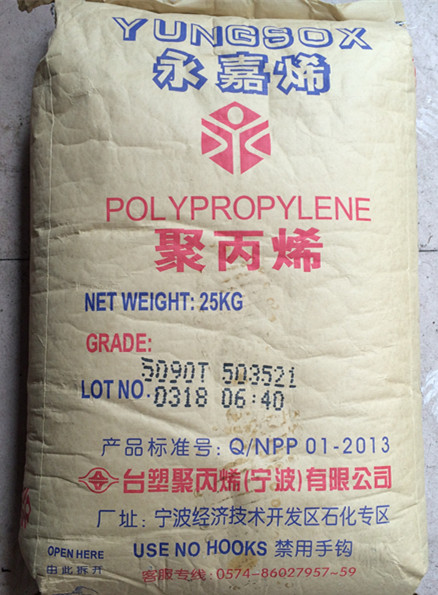 YUNGSOX
永嘉烯
POLYPROPYLENE
聚丙烯
NET WEIGHT: 25KG
GRADE:
5090T 503521
LOT NO.
0318 06:40
产品标准号: Q/NPP 01-2013
台塑聚丙烯(宁波)有限公司
厂址: 宁波经济技术开发区石化专区
OPEN HERE
由此拆开
USE NO HOOKS 禁用手钩
客服专线: 0574-86027957~59